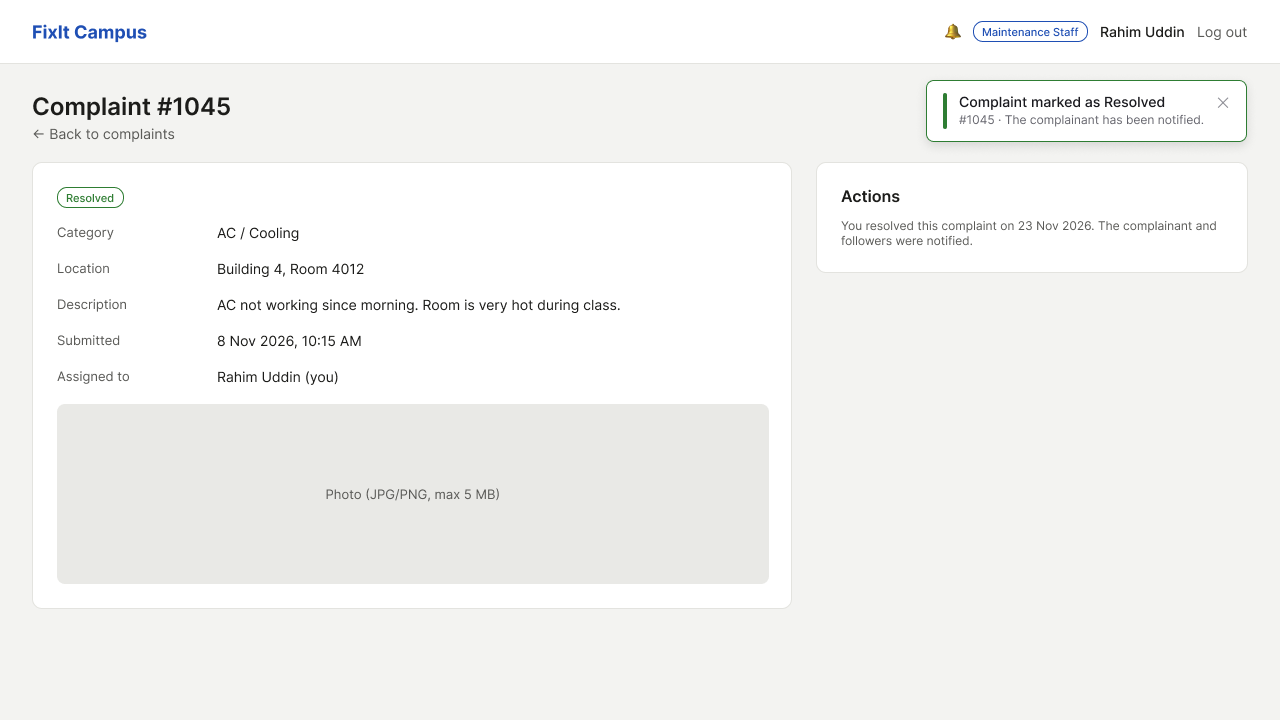 FixIt Campus
🔔 Maintenance Staff Rahim Uddin Log out
Complaint #1045
← Back to complaints
Complaint marked as Resolved
#1045 · The complainant has been notified.
Resolved
Category AC / Cooling
Location Building 4, Room 4012
Description AC not working since morning. Room is very hot during class.
Submitted 8 Nov 2026, 10:15 AM
Assigned to Rahim Uddin (you)
Photo (JPG/PNG, max 5 MB)
Actions
You resolved this complaint on 23 Nov 2026. The complainant and
followers were notified.